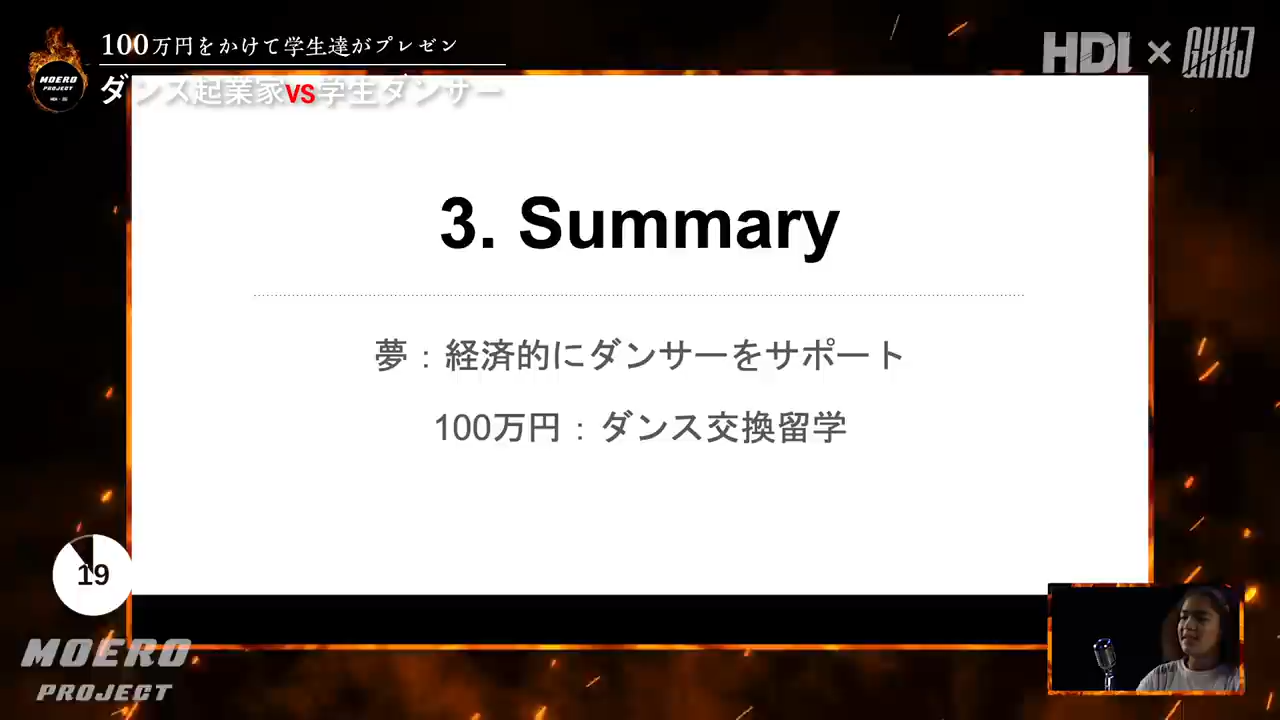 100万円をかけて学生達がプレゼン
ダンス起業家VS学生ダンサー
MOERO
PROJECT
HDI × GKKJ
3. Summary
夢：経済的にダンサーをサポート
100万円：ダンス交換留学
19
MOERO
PROJECT